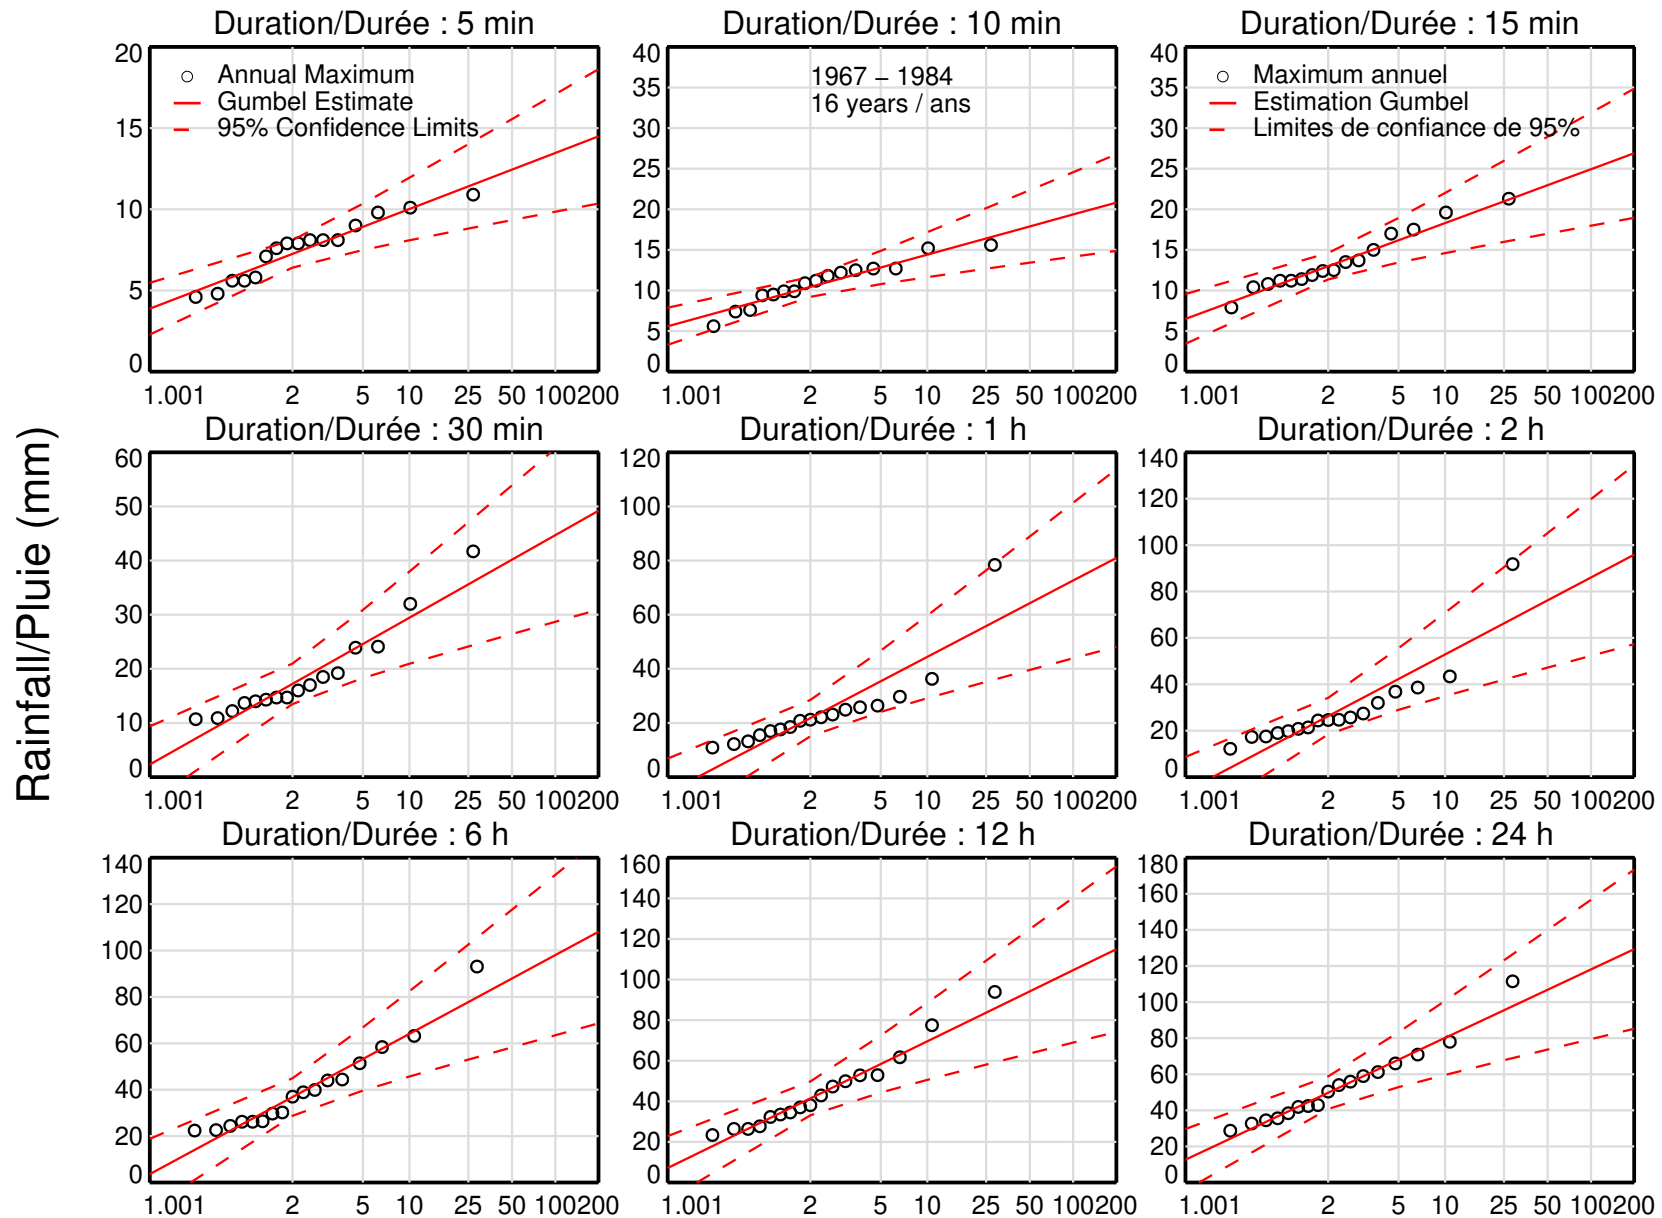 Duration/Durée : 5 min
Duration/Durée : 10 min
Duration/Durée : 15 min
20
15
10
5
0
Annual Maximum
Gumbel Estimate
95% Confidence Limits
1.001 2 5 10 25 50 100200
40
35
30
25
20
15
10
5
0
1967 – 1984
16 years / ans
1.001 2 5 10 25 50 100200
40
35
30
25
20
15
10
5
0
Maximum annuel
Estimation Gumbel
Limites de confiance de 95%
1.001 2 5 10 25 50 100200
Rainfall/Pluie (mm)
Duration/Durée : 30 min
Duration/Durée : 1 h
Duration/Durée : 2 h
60
50
40
30
20
10
0
1.001 2 5 10 25 50 100200
120
100
80
60
40
20
0
1.001 2 5 10 25 50 100200
140
120
100
80
60
40
20
0
1.001 2 5 10 25 50 100200
Duration/Durée : 6 h
Duration/Durée : 12 h
Duration/Durée : 24 h
140
120
100
80
60
40
20
0
1.001 2 5 10 25 50 100200
160
140
120
100
80
60
40
20
0
1.001 2 5 10 25 50 100200
180
160
140
120
100
80
60
40
20
0
1.001 2 5 10 25 50 100200